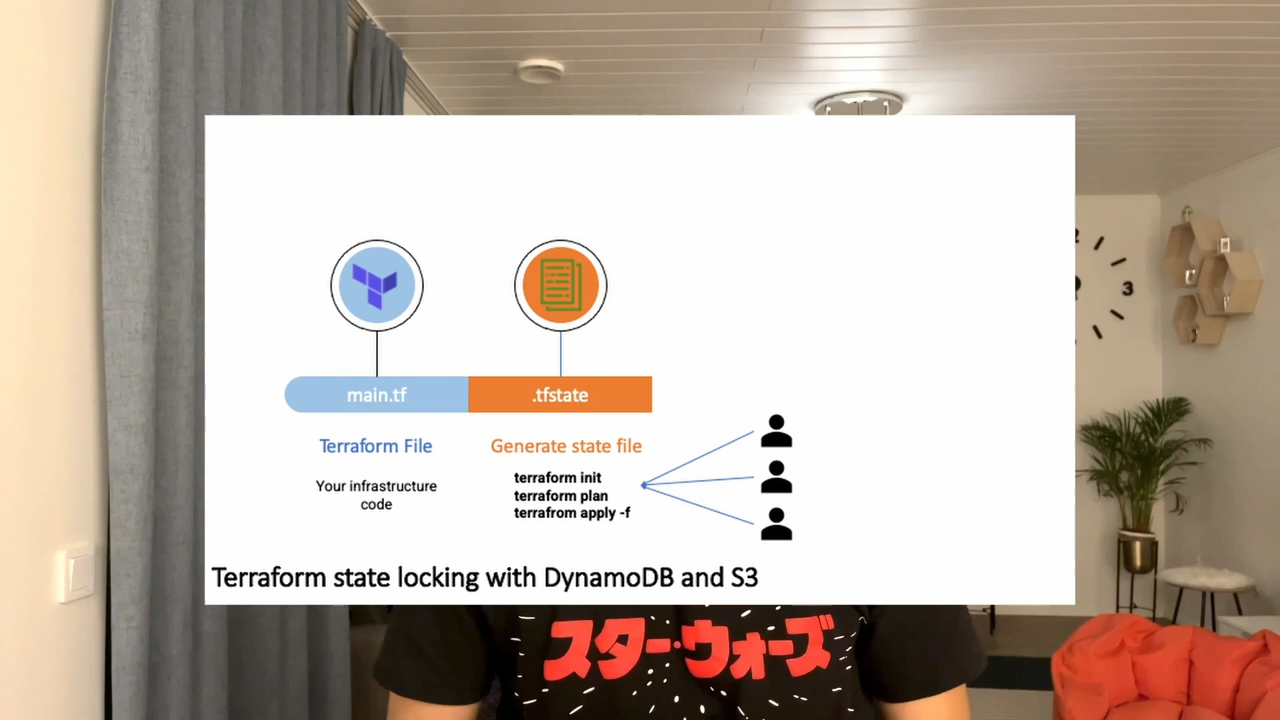 main.tf
.tfstate
Terraform File
Generate state file
Your infrastructure
code
terraform init
terraform plan
terrafrom apply -f
Terraform state locking with DynamoDB and S3
3
スター・ウォーズ